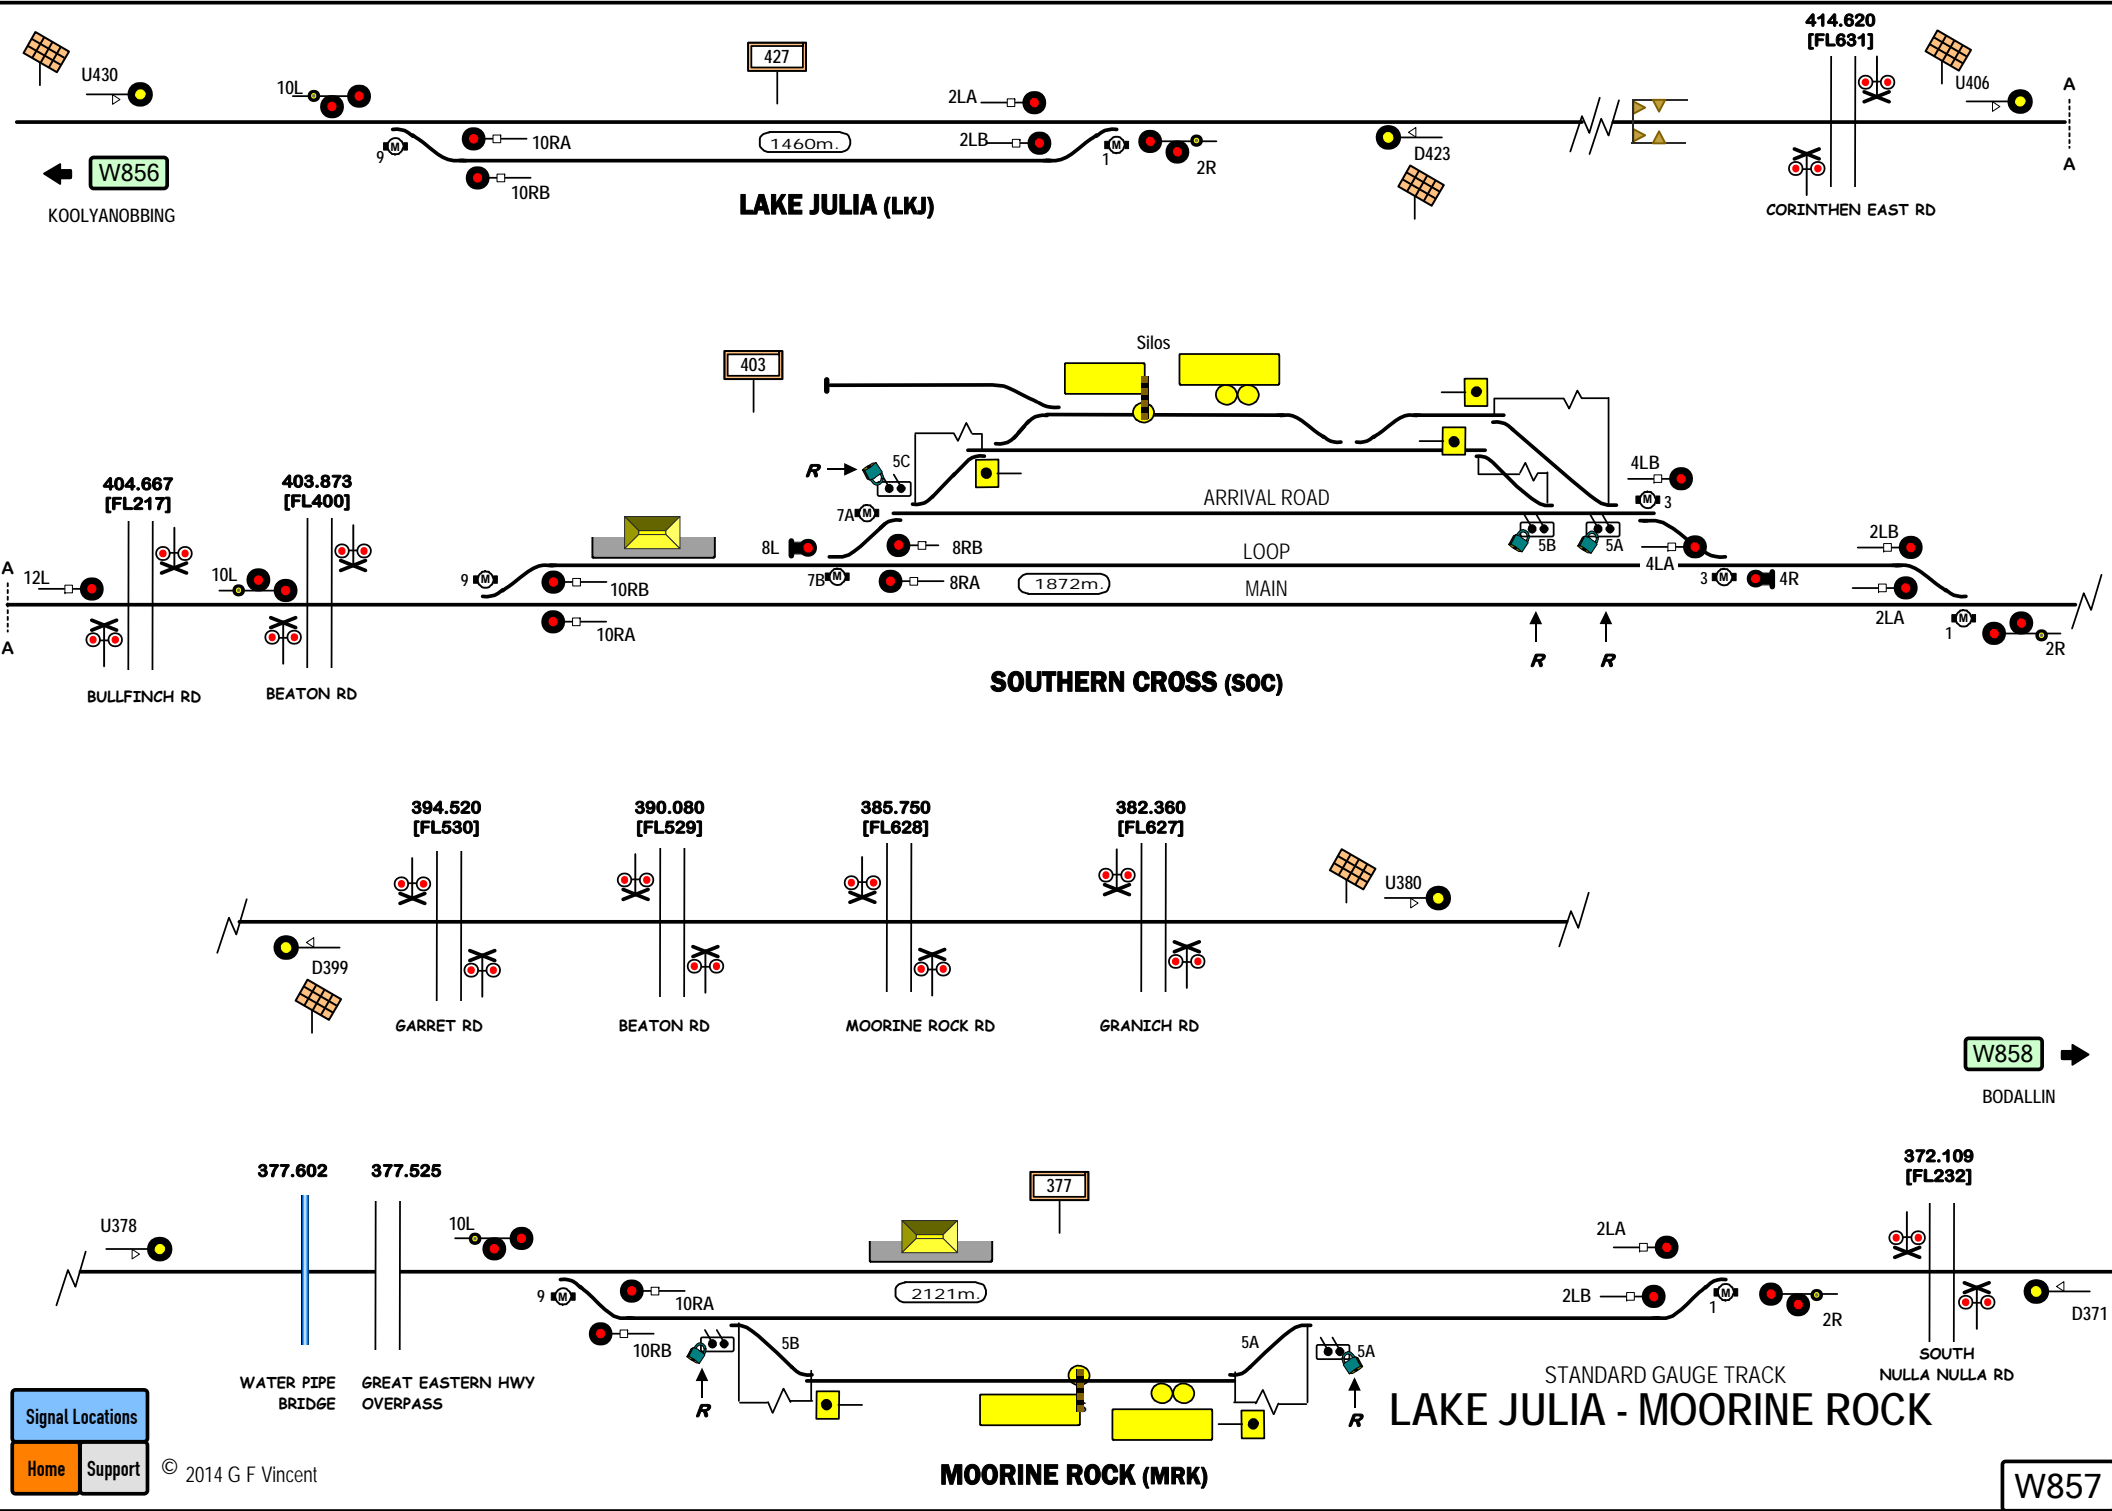 414.620
[FL631]
427
U430
10L
2LA
U406
A
10RA
1460m.
2LB
9
M
1
M
D423
2R
W856
10RB
A
KOOLYANOBBING
LAKE JULIA (LKJ)
CORINTHEN EAST RD
Silos
403
404.667
[FL217]
403.873
[FL400]
R
5C
4LB
ARRIVAL ROAD
7A
M
M
3
8L
8RB
LOOP
5B
5A
2LB
A
12L
10L
9
M
10RB
7B
M
8RA
1872m.
MAIN
4LA
3
M
4R
10RA
2LA
M
1
2R
A
R
R
SOUTHERN CROSS (SOC)
BULLFINCH RD
BEATON RD
394.520
[FL530]
390.080
[FL529]
385.750
[FL628]
382.360
[FL627]
U380
D399
GARRET RD
BEATON RD
MOORINE ROCK RD
GRANICH RD
W858
BODALLIN
377.602
377.525
377
372.109
[FL232]
U378
10L
2LA
9
M
10RA
2121m.
2LB
M
1
2R
D371
10RB
5B
5A
5A
SOUTH
NULLA NULLA RD
WATER PIPE
BRIDGE
GREAT EASTERN HWY
OVERPASS
R
R
STANDARD GAUGE TRACK
LAKE JULIA - MOORINE ROCK
Signal Locations
Home
Support
© 2014 G F Vincent
MOORINE ROCK (MRK)
W857